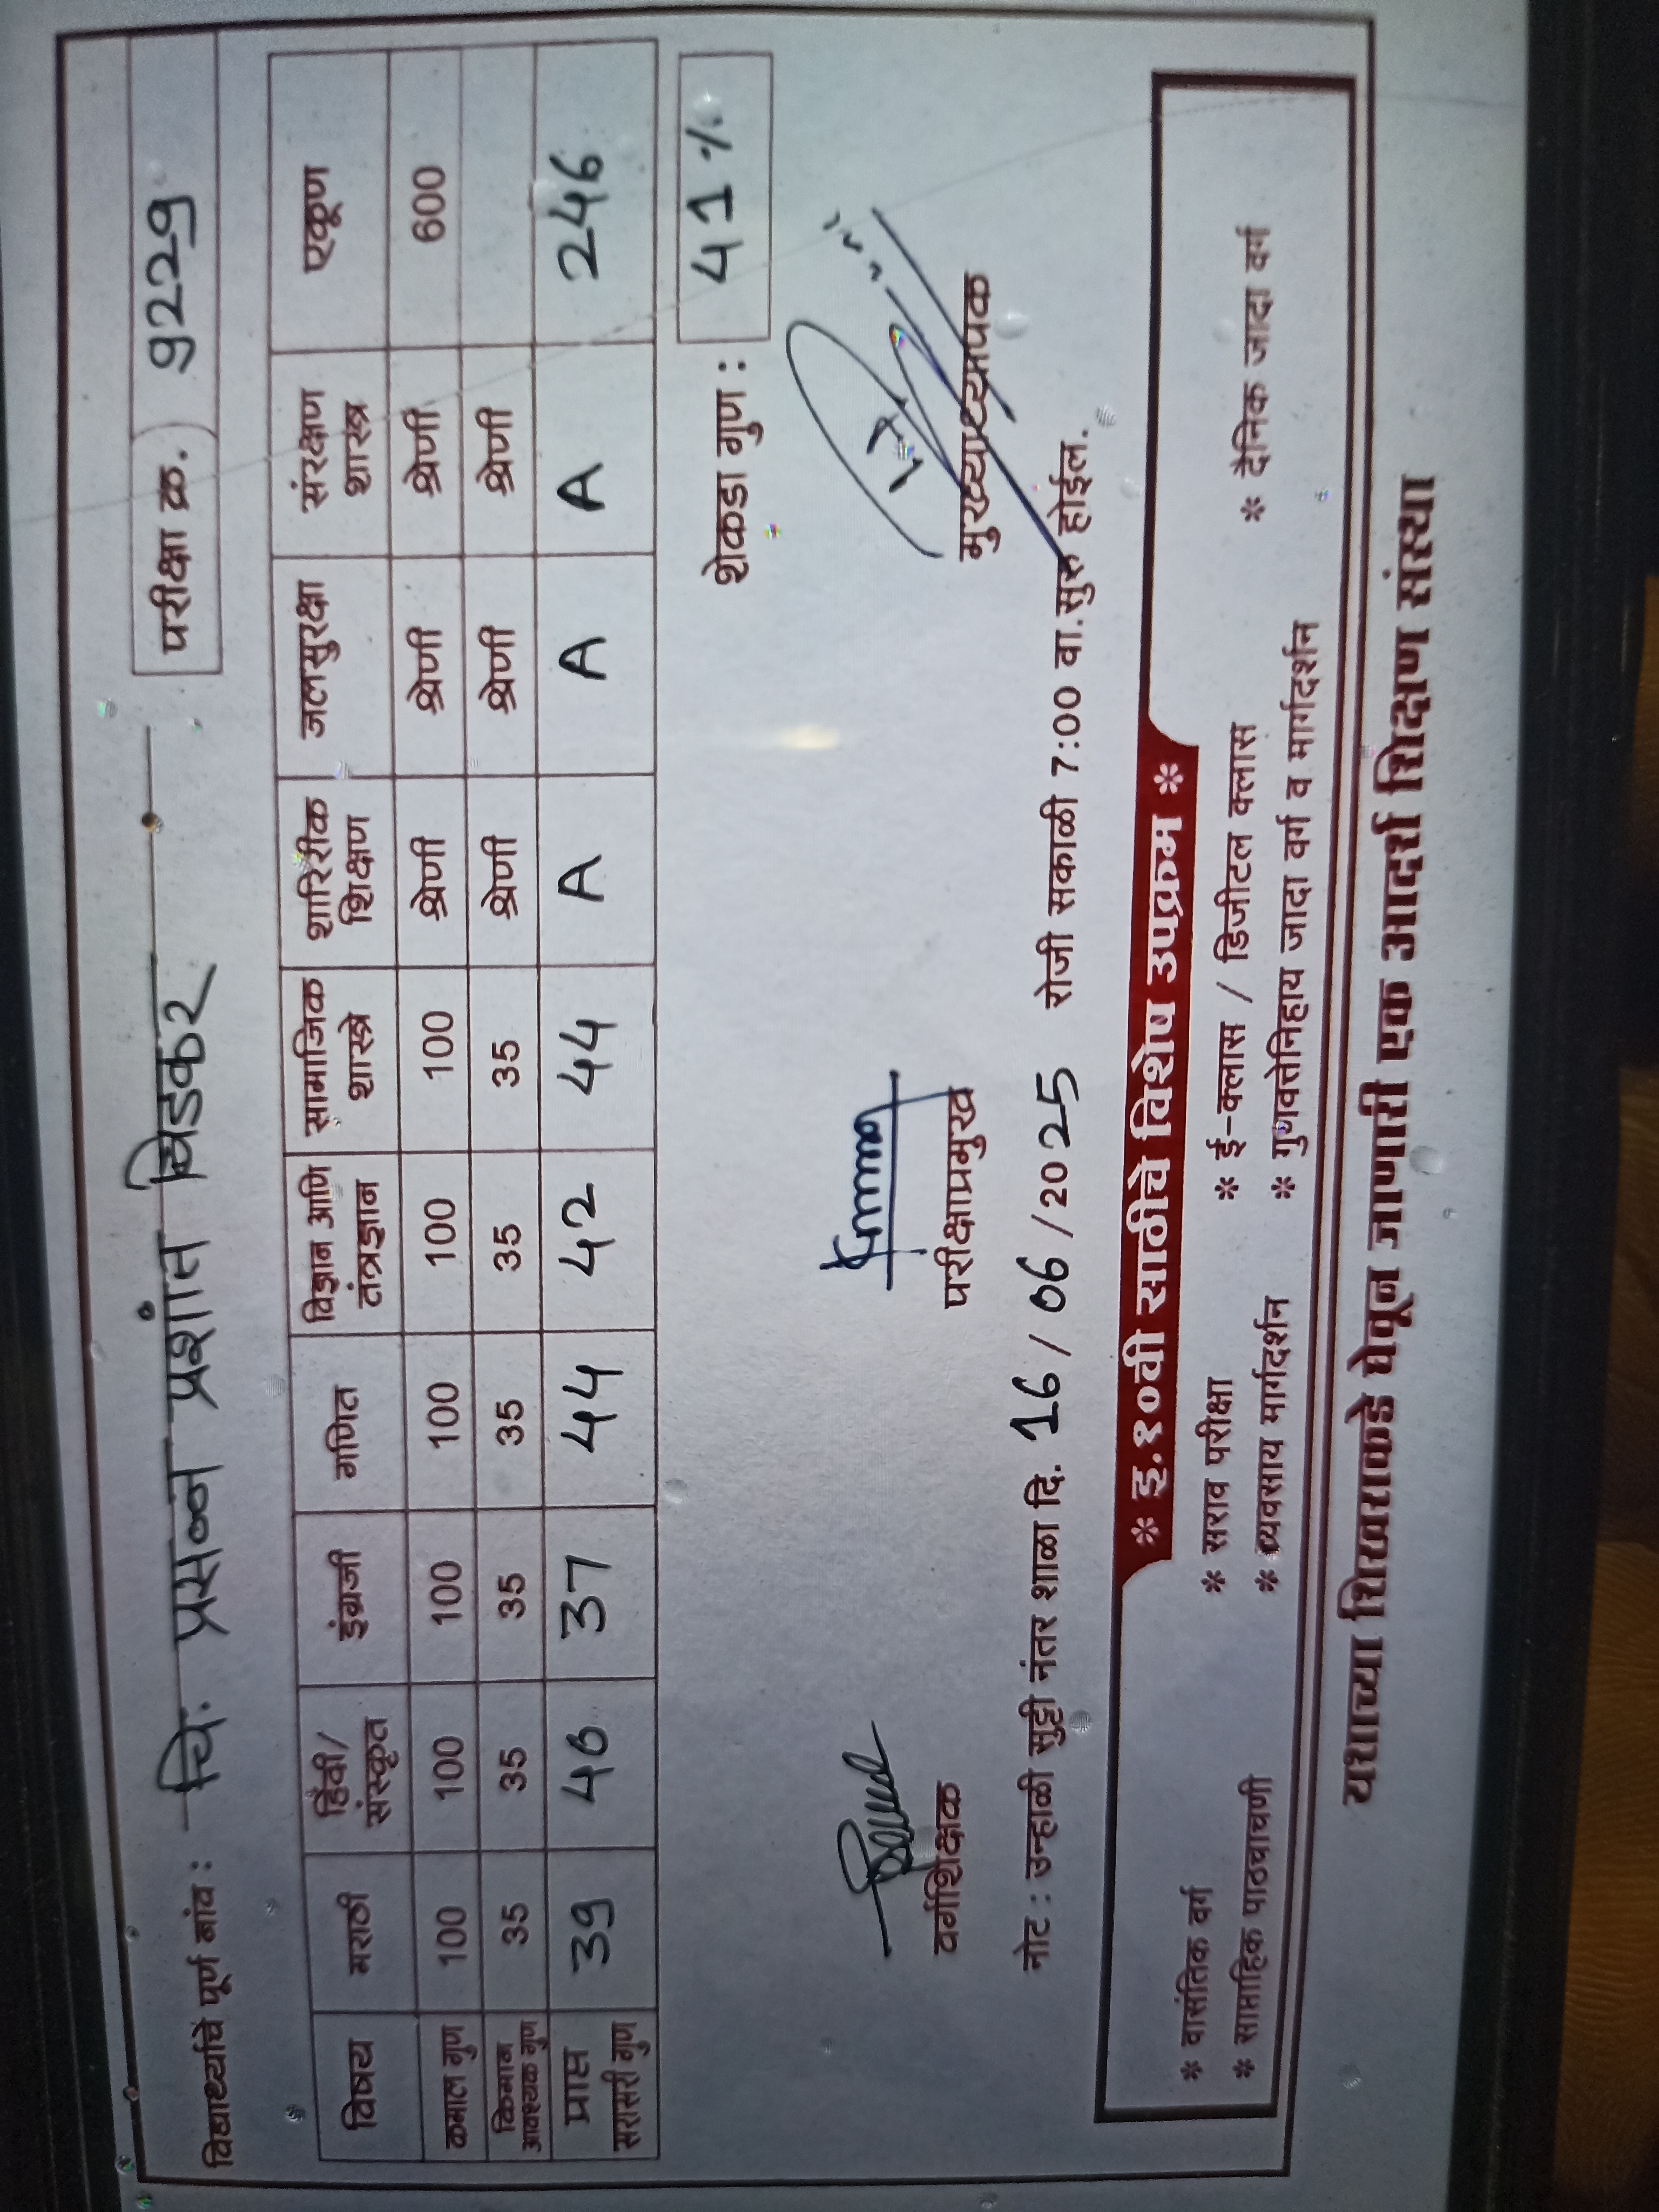 विद्यार्थ्याचे पूर्ण नांव : चि. प्रसन्न प्रशांत बिडकर परीक्षा क्र. 9229
विषय मराठी हिंदी/ संस्कृत इंग्रजी गणित विज्ञान आणि तंत्रज्ञान सामाजिक शास्त्रे शारिरीक शिक्षण जलसुरक्षा संरक्षण शास्त्र एकूण
कमाल गुण 100 100 100 100 100 100 श्रेणी श्रेणी श्रेणी 600
किमान आवश्यक गुण 35 35 35 35 35 35 श्रेणी श्रेणी श्रेणी
प्राप्त सरासरी गुण 39 40 37 44 42 44 A A A 246
शेकडा गुण : 41 %
वर्गशिक्षक परीक्षाप्रमुख मुख्याध्यापक
नोट : उन्हाळी सुट्टी नंतर शाळा दि. 16 / 06 / 2025 रोजी सकाळी 7:00 वा.सुरु होईल.
* इ.१०वी साठीचे विशेष उपक्रम *
* वासंतिक वर्ग * सराव परीक्षा * ई-क्लास / डिजीटल क्लास * दैनिक जादा वर्ग
* सामाहिक पाठयवाचणी * व्यवसाय मार्गदर्शन * गुणवत्तेनिहाय जादा वर्ग व मार्गदर्शन
यशाच्या शिखराकडे घेवूल जाणारी एक आदर्श शिक्षण संस्था